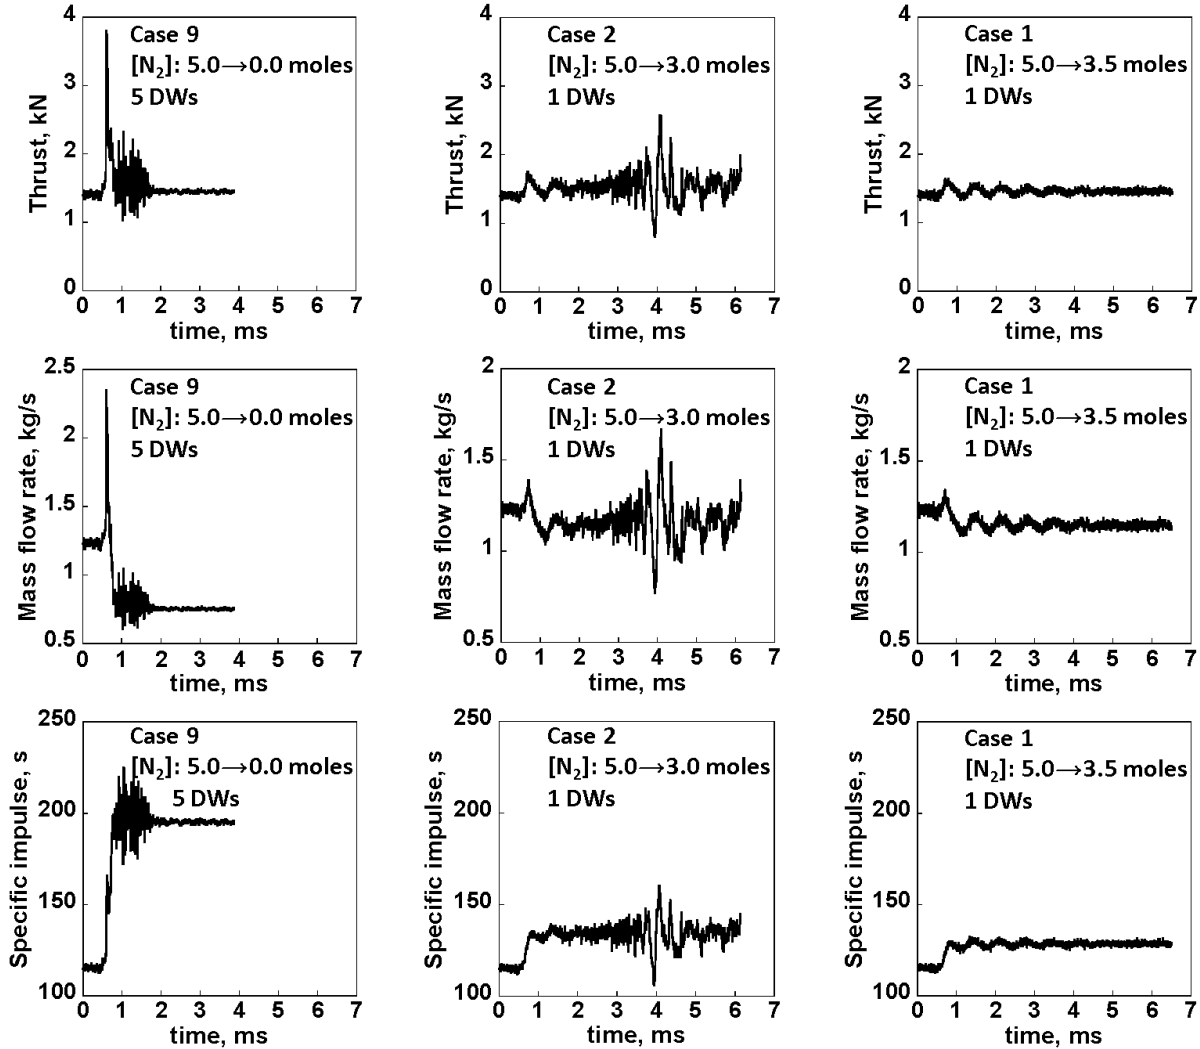 4
3
2
1
0
Thrust, kN
Case 9
[N₂]: 5.0→0.0 moles
5 DWs
0 1 2 3 4 5 6 7
time, ms
4
3
2
1
0
Thrust, kN
Case 2
[N₂]: 5.0→3.0 moles
1 DWs
0 1 2 3 4 5 6 7
time, ms
4
3
2
1
0
Thrust, kN
Case 1
[N₂]: 5.0→3.5 moles
1 DWs
0 1 2 3 4 5 6 7
time, ms
2.5
2
1.5
1
0.5
Mass flow rate, kg/s
Case 9
[N₂]: 5.0→0.0 moles
5 DWs
0 1 2 3 4 5 6 7
time, ms
2
1.5
1
0.5
Mass flow rate, kg/s
Case 2
[N₂]: 5.0→3.0 moles
1 DWs
0 1 2 3 4 5 6 7
time, ms
2
1.5
1
0.5
Mass flow rate, kg/s
Case 1
[N₂]: 5.0→3.5 moles
1 DWs
0 1 2 3 4 5 6 7
time, ms
250
200
150
100
Specific impulse, s
Case 9
[N₂]: 5.0→0.0 moles
5 DWs
0 1 2 3 4 5 6 7
time, ms
250
200
150
100
Specific impulse, s
Case 2
[N₂]: 5.0→3.0 moles
1 DWs
0 1 2 3 4 5 6 7
time, ms
250
200
150
100
Specific impulse, s
Case 1
[N₂]: 5.0→3.5 moles
1 DWs
0 1 2 3 4 5 6 7
time, ms